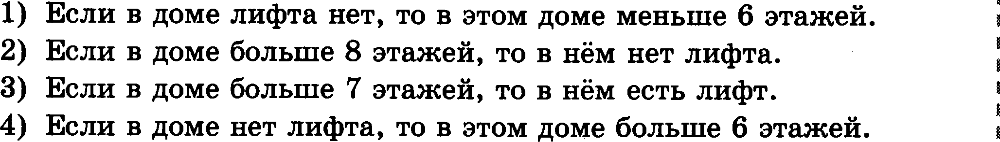 1) Если в доме лифта нет, то в этом доме меньше 6 этажей.
2) Если в доме больше 8 этажей, то в нём нет лифта.
3) Если в доме больше 7 этажей, то в нём есть лифт.
4) Если в доме нет лифта, то в этом доме больше 6 этажей.